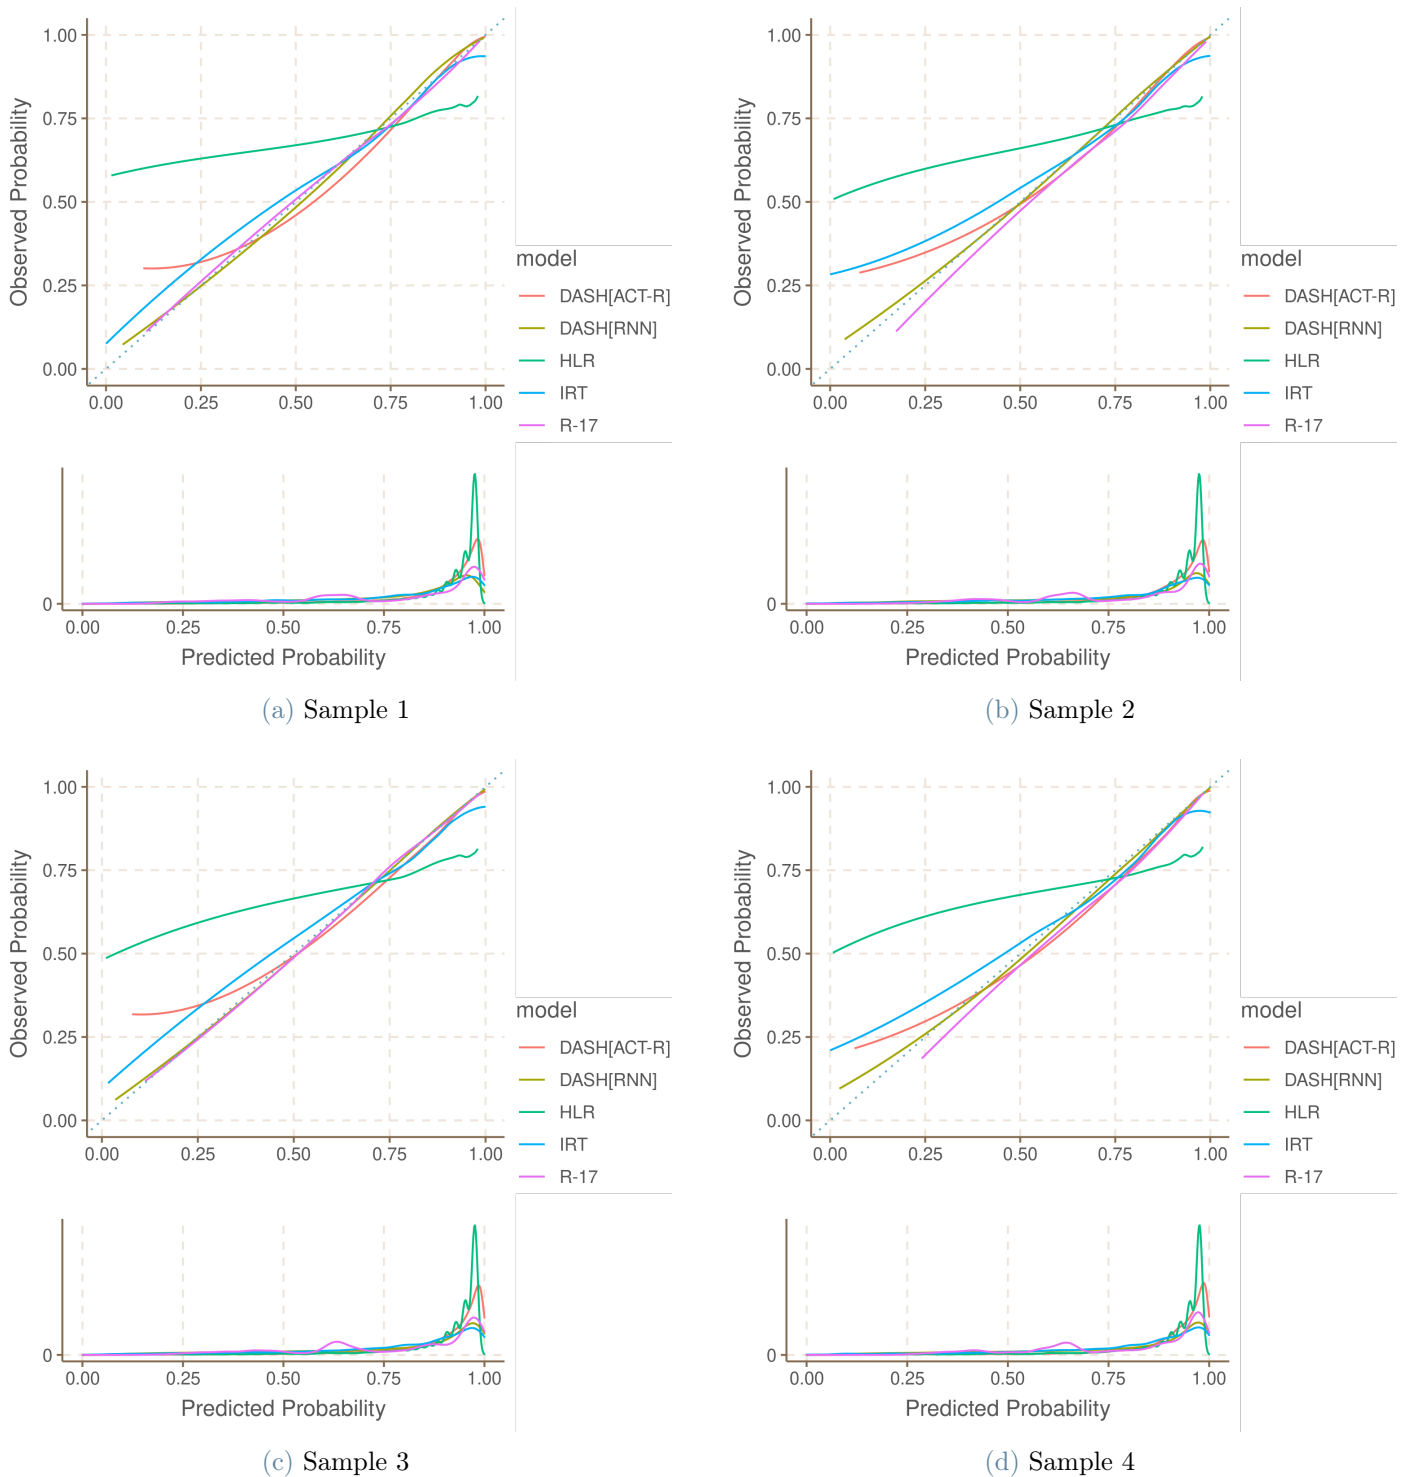 1.00
0.75
0.50
0.25
0.00
Observed Probability
0.00 0.25 0.50 0.75 1.00
model
DASH[ACT-R]
DASH[RNN]
HLR
IRT
R-17
0
0.00 0.25 0.50 0.75 1.00
Predicted Probability
(a) Sample 1
1.00
0.75
0.50
0.25
0.00
Observed Probability
0.00 0.25 0.50 0.75 1.00
model
DASH[ACT-R]
DASH[RNN]
HLR
IRT
R-17
0
0.00 0.25 0.50 0.75 1.00
Predicted Probability
(b) Sample 2
1.00
0.75
0.50
0.25
0.00
Observed Probability
0.00 0.25 0.50 0.75 1.00
model
DASH[ACT-R]
DASH[RNN]
HLR
IRT
R-17
0
0.00 0.25 0.50 0.75 1.00
Predicted Probability
(c) Sample 3
1.00
0.75
0.50
0.25
0.00
Observed Probability
0.00 0.25 0.50 0.75 1.00
model
DASH[ACT-R]
DASH[RNN]
HLR
IRT
R-17
0
0.00 0.25 0.50 0.75 1.00
Predicted Probability
(d) Sample 4